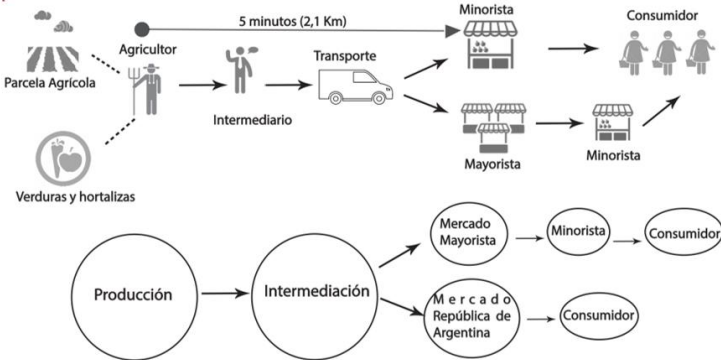 Minorista
Consumidor
5 minutos (2,1 Km)
Agricultor
Transporte
Parcela Agrícola
Intermediario
Mayorista
Minorista
Verduras y hortalizas
Producción
Intermediación
Mercado
Mayorista
Minorista
Consumidor
Mercado
República de
Argentina
Consumidor